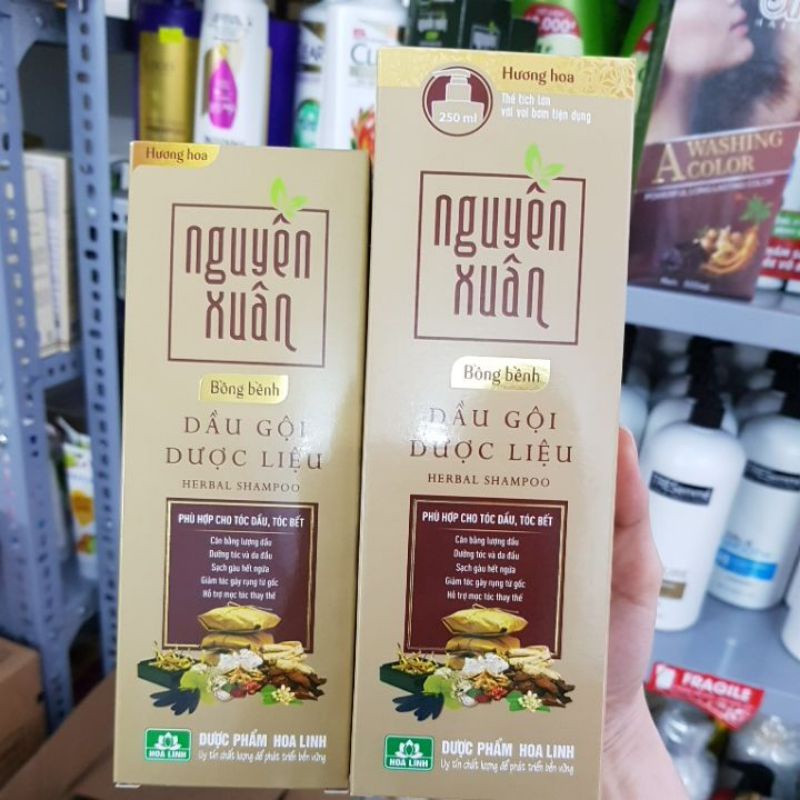 Hương hoa
nguyên
xuân
Bồng bềnh
DẦU GỘI
DƯỢC LIỆU
HERBAL SHAMPOO
PHÙ HỢP CHO TÓC DẦU, TÓC BẾT
Cân bằng lượng dầu
Dưỡng tóc và da đầu
Sạch gàu hết ngứa
Giảm tóc gãy rụng từ gốc
Hỗ trợ mọc tóc thay thế
HOA LINH
DƯỢC PHẨM HOA LINH
Uy tín chất lượng để phát triển bền vững
Hương hoa
Thể tích lớn
với vòi bơm tiện dụng
250 ml
nguyên
xuân
Bồng bềnh
DẦU GỘI
DƯỢC LIỆU
HERBAL SHAMPOO
PHÙ HỢP CHO TÓC DẦU, TÓC BẾT
Cân bằng lượng dầu
Dưỡng tóc và da đầu
Sạch gàu hết ngứa
Giảm tóc gãy rụng từ gốc
Hỗ trợ mọc tóc thay thế
HOA LINH
DƯỢC PHẨM HOA LINH
Uy tín chất lượng để phát triển bền vững
A WASHING
COLOR
FRAGILE